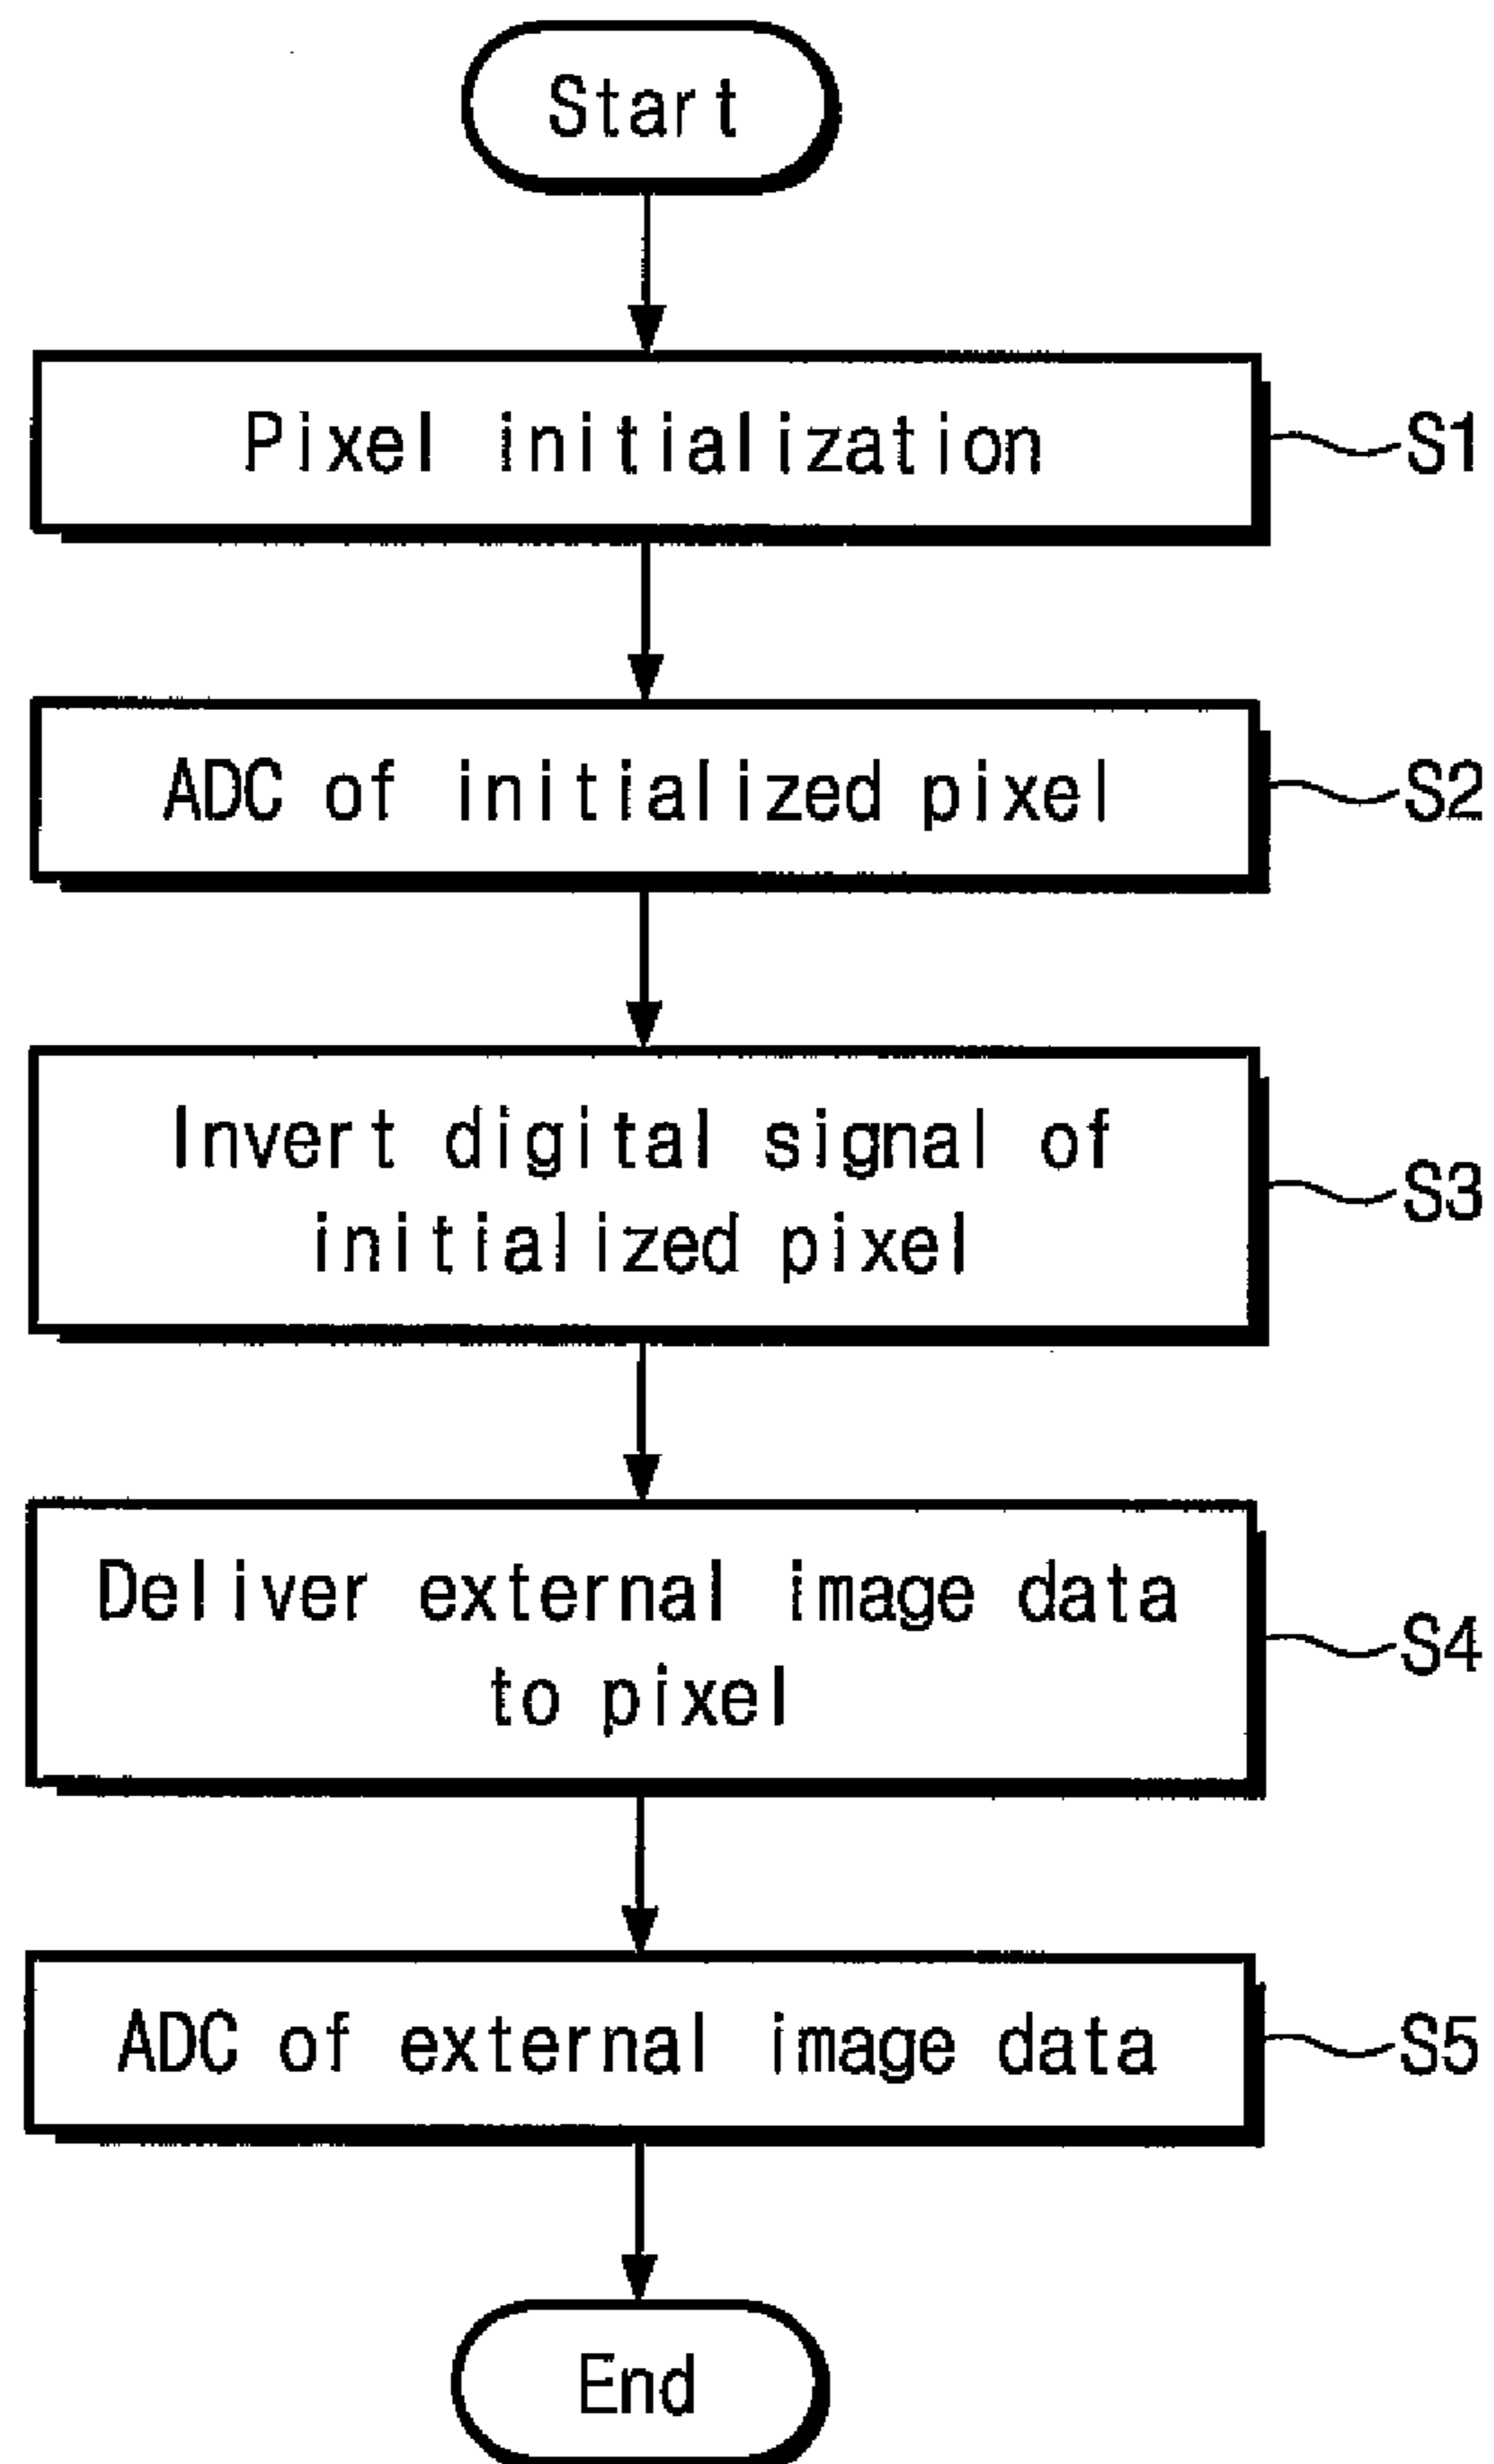 Start
Pixel initialization
S1
ADC of initialized pixel
S2
Invert digital signal of
initialized pixel
S3
Deliver external image data
to pixel
S4
ADC of external image data
S5
End